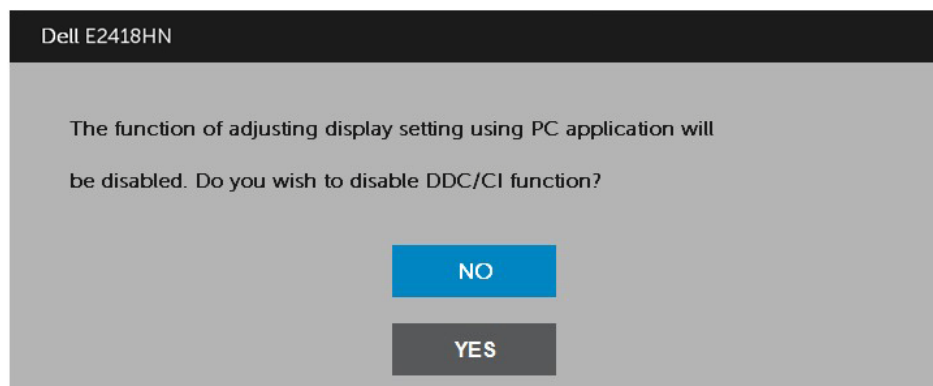 Dell E2418HN
The function of adjusting display setting using PC application will
be disabled. Do you wish to disable DDC/CI function?
NO
YES